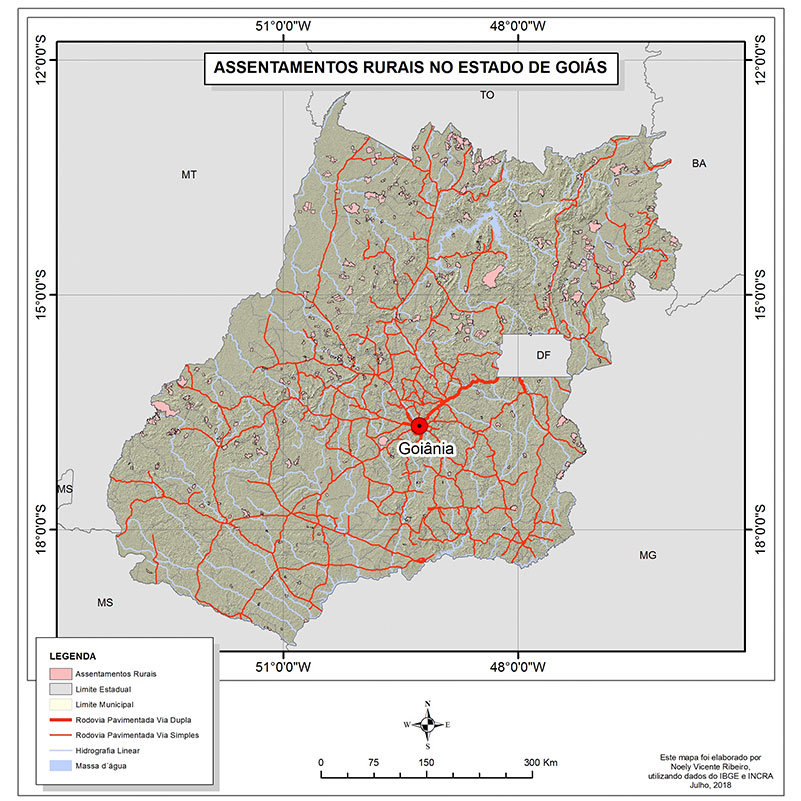 51°0'0"W 48°0'0"W
ASSENTAMENTOS RURAIS NO ESTADO DE GOIÁS
12°0'0"S 12°0'0"S
TO
MT
BA
15°0'0"S 15°0'0"S
DF
Goiânia
MS
18°0'0"S 18°0'0"S
MG
MS
51°0'0"W 48°0'0"W
LEGENDA
Assentamentos Rurais
Limite Estadual
Limite Municipal
Rodovia Pavimentada Via Dupla
Rodovia Pavimentada Via Simples
Hidrografia Linear
Massa d´água
N
W E
S
0 75 150 300 Km
Este mapa foi elaborado por
Noely Vicente Ribeiro,
utilizando dados do IBGE e INCRA
Julho, 2018